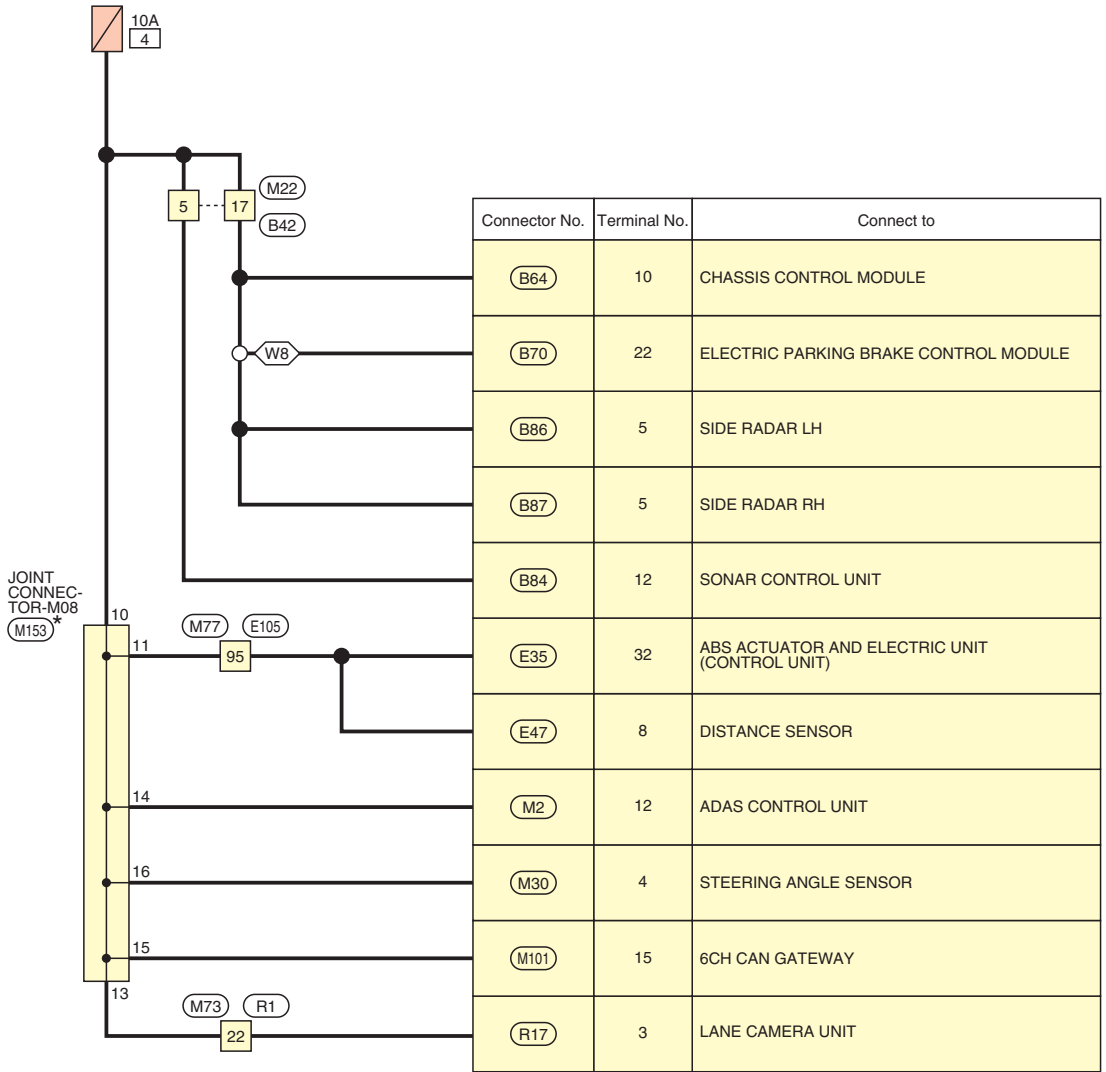 10A
4
M22
5
17
B42
Connector No. Terminal No. Connect to
B64 10 CHASSIS CONTROL MODULE
W8
B70 22 ELECTRIC PARKING BRAKE CONTROL MODULE
B86 5 SIDE RADAR LH
B87 5 SIDE RADAR RH
B84 12 SONAR CONTROL UNIT
JOINT
CONNEC-
TOR-M08
M153 *
10
11
M77 E105
95
E35 32 ABS ACTUATOR AND ELECTRIC UNIT
(CONTROL UNIT)
E47 8 DISTANCE SENSOR
14
M2 12 ADAS CONTROL UNIT
16
M30 4 STEERING ANGLE SENSOR
15
M101 15 6CH CAN GATEWAY
13
M73 R1
22
R17 3 LANE CAMERA UNIT